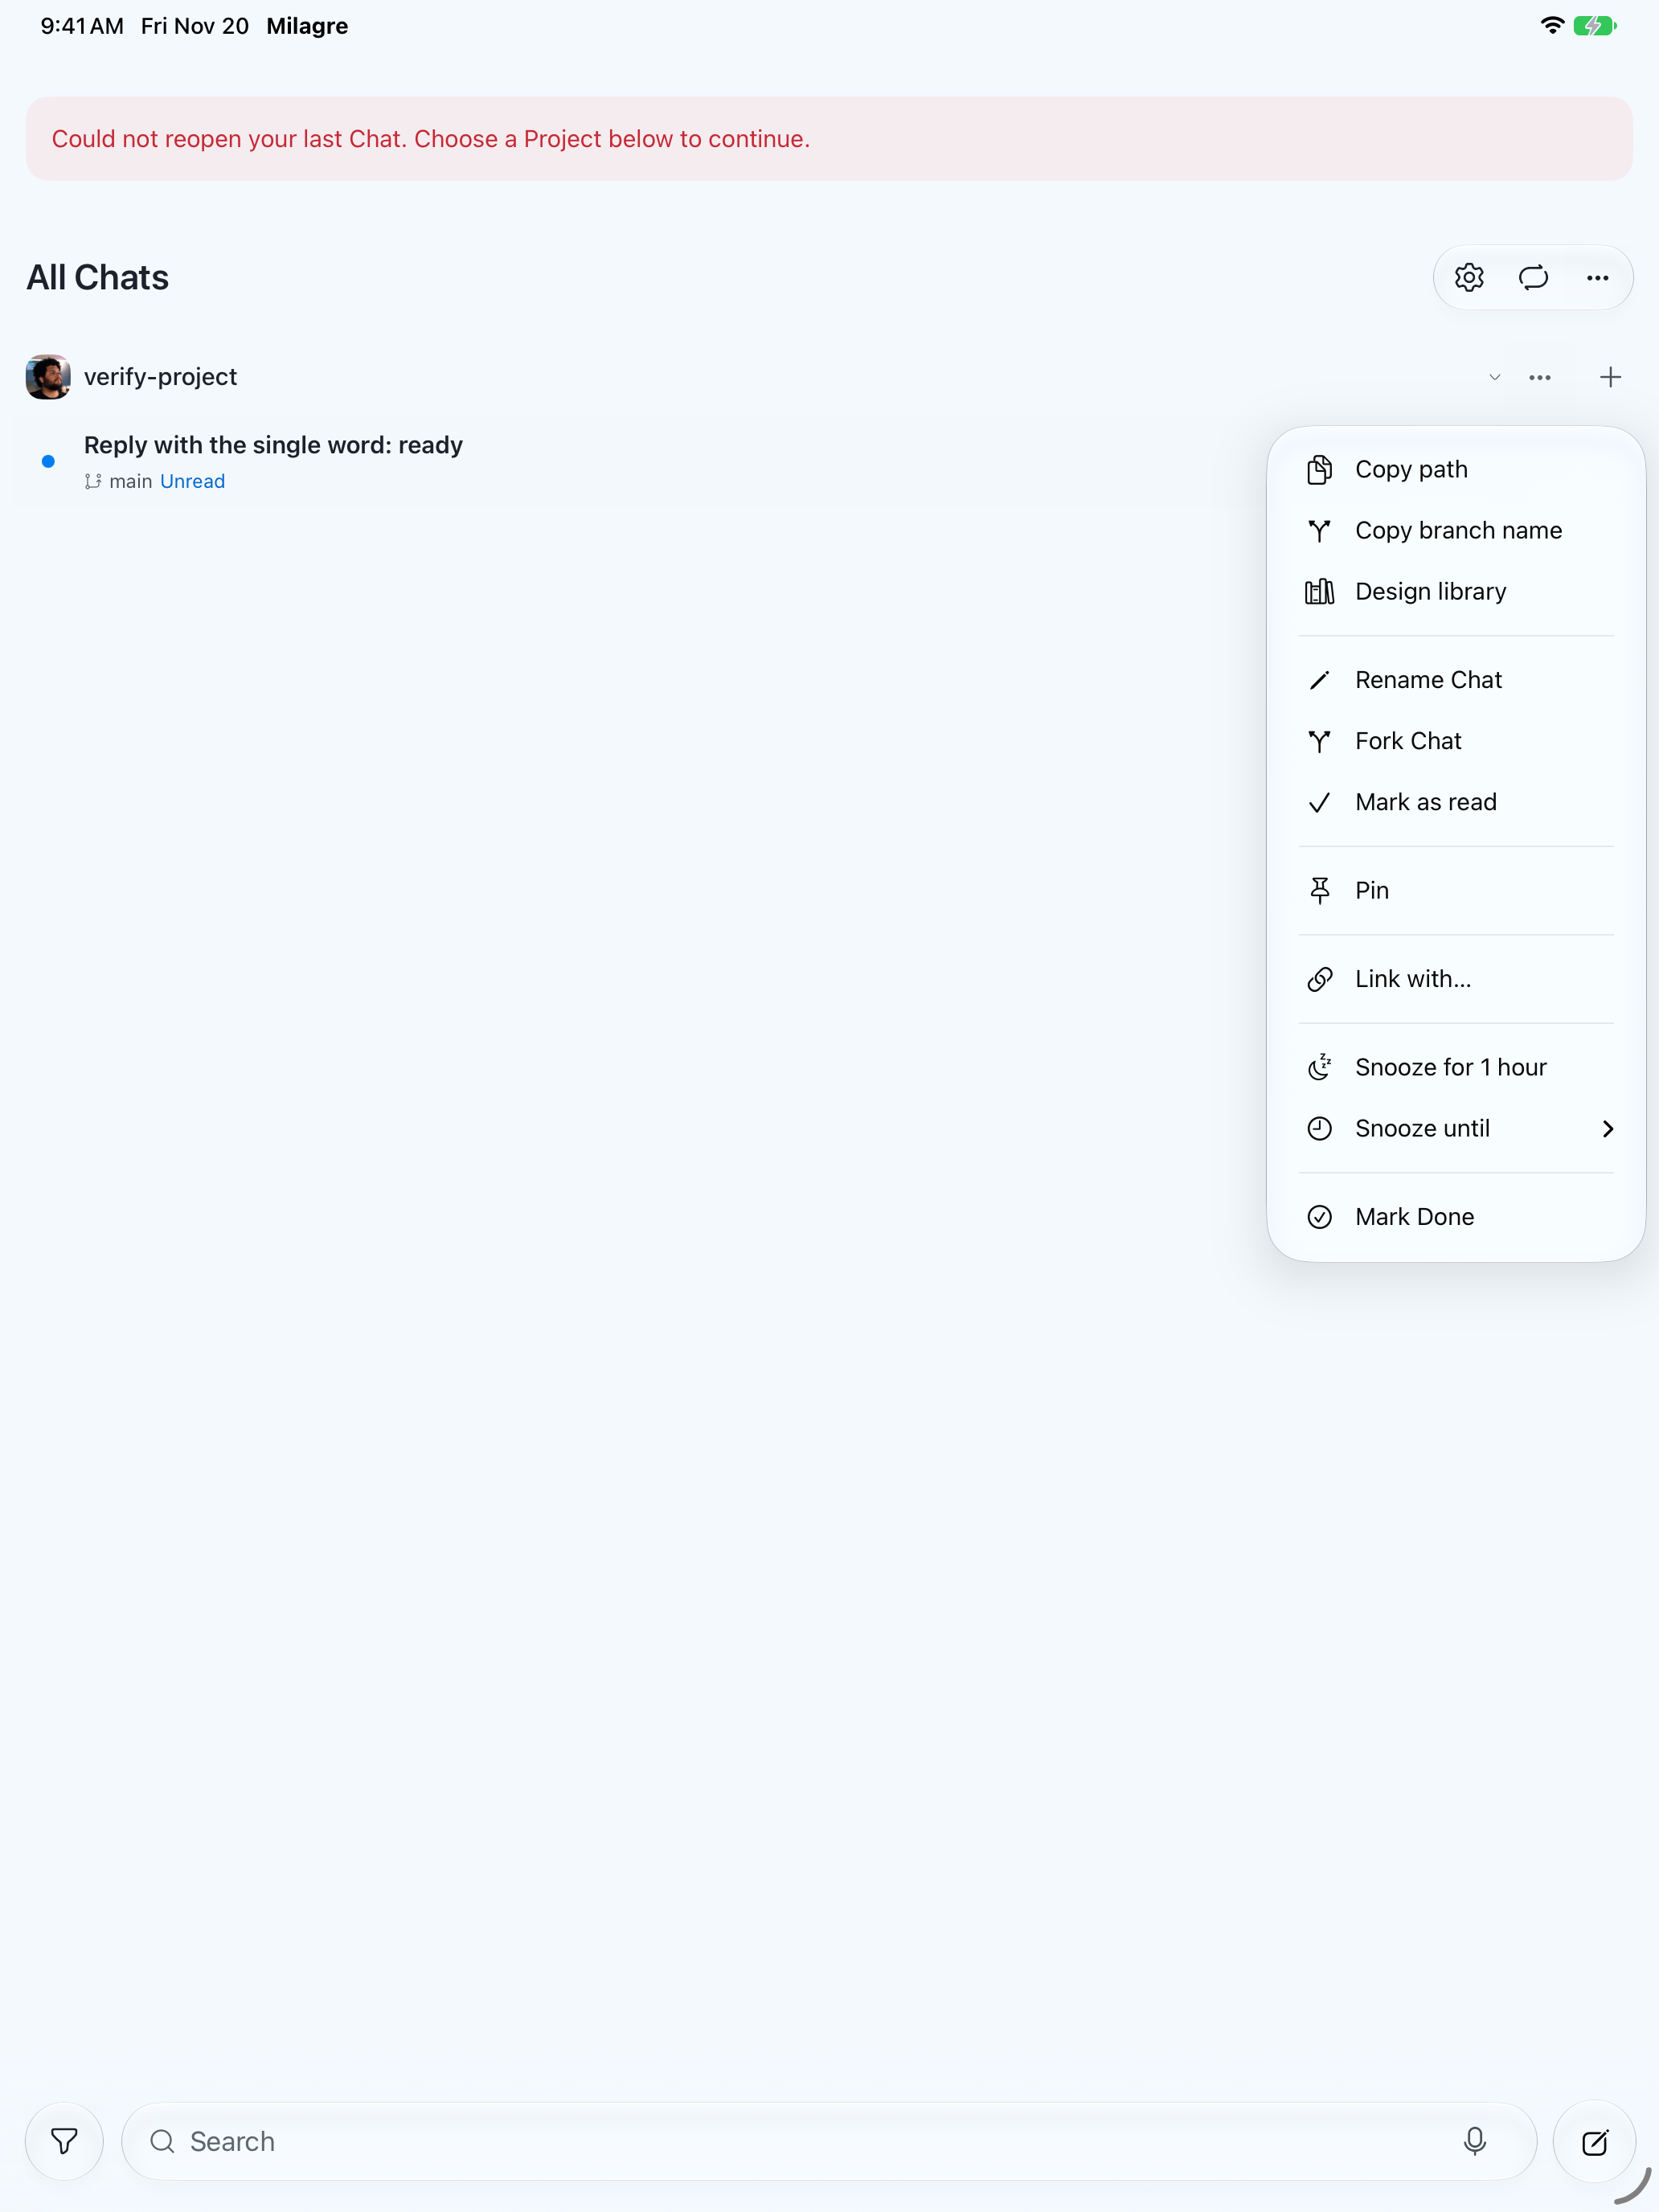 9:41 AM Fri Nov 20 Milagre
Could not reopen your last Chat. Choose a Project below to continue.
All Chats
verify-project
Reply with the single word: ready
main Unread
Copy path
Copy branch name
Design library
Rename Chat
Fork Chat
Mark as read
Pin
Link with...
Snooze for 1 hour
Snooze until
Mark Done
Search